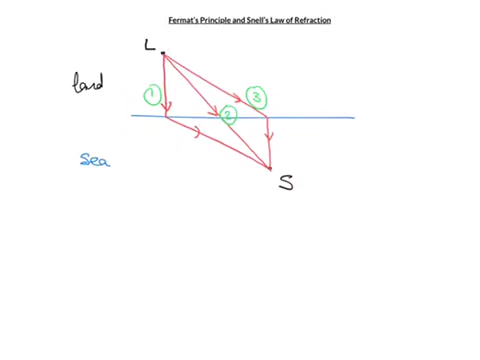 Fermat's Principle and Snell's Law of Refraction
L
land
1
3
2
Sea
S